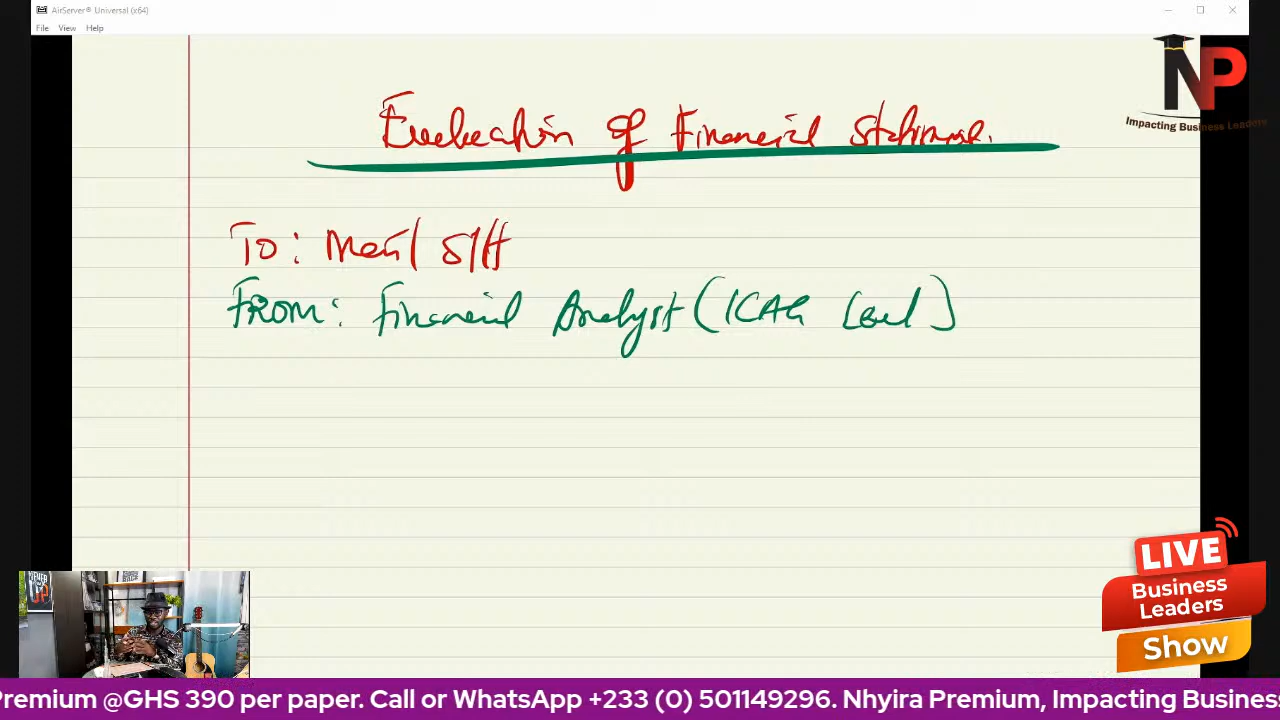 AirServer® Universal (x64)
File View Help
NP
Impacting Business Leaders
Evaluation of Financial Statement.
To: S/H
From: Financial Analyst (ICAG Level)
LIVE
Business
Leaders
Show
Premium @GHS 390 per paper. Call or WhatsApp +233 (0) 501149296. Nhyira Premium, Impacting Business